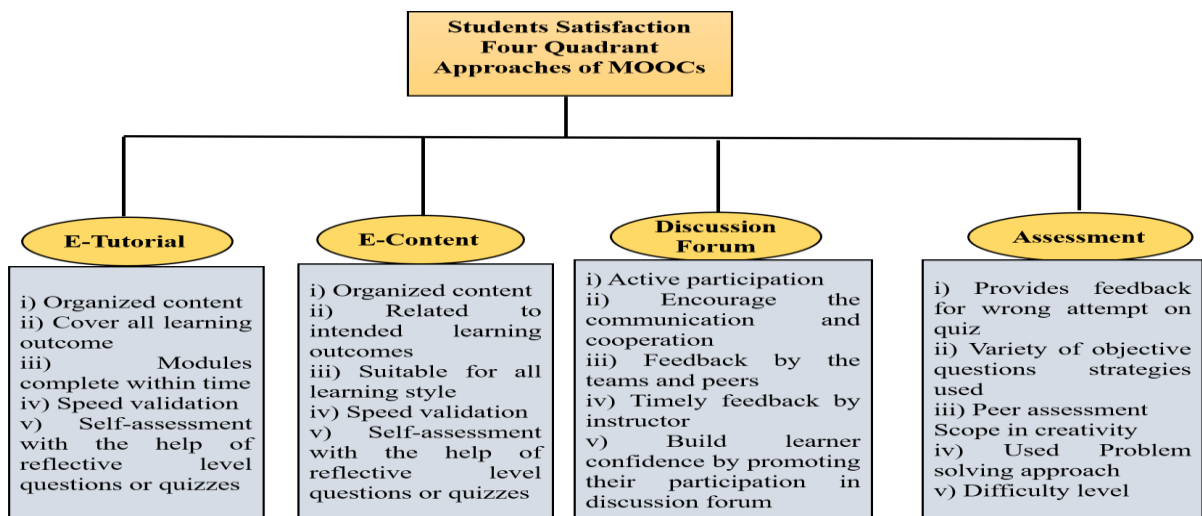 Students Satisfaction
Four Quadrant
Approaches of MOOCs
E-Tutorial
i) Organized content
ii) Cover all learning
outcome
iii) Modules
complete within time
iv) Speed validation
v) Self-assessment
with the help of
reflective level
questions or quizzes
E-Content
i) Organized content
ii) Related to
intended learning
outcomes
iii) Suitable for all
learning style
iv) Speed validation
v) Self-assessment
with the help of
reflective level
questions or quizzes
Discussion
Forum
i) Active participation
ii) Encourage the
communication and
cooperation
iii) Feedback by the
teams and peers
iv) Timely feedback by
instructor
v) Build learner
confidence by promoting
their participation in
discussion forum
Assessment
i) Provides feedback
for wrong attempt on
quiz
ii) Variety of objective
questions strategies
used
iii) Peer assessment
Scope in creativity
iv) Used Problem
solving approach
v) Difficulty level